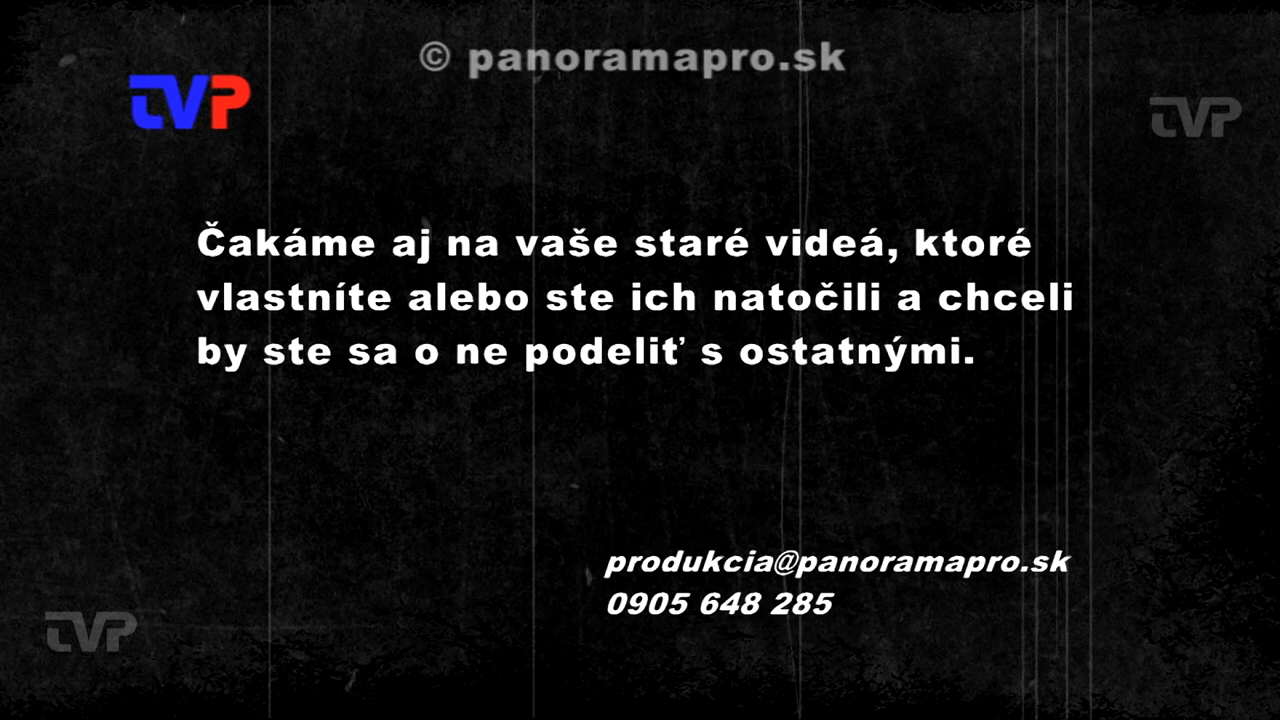 © panoramapro.sk
TVP
TVP
Čakáme aj na vaše staré videá, ktoré
vlastníte alebo ste ich natočili a chceli
by ste sa o ne podeliť s ostatnými.
produkcia@panoramapro.sk
0905 648 285
TVP